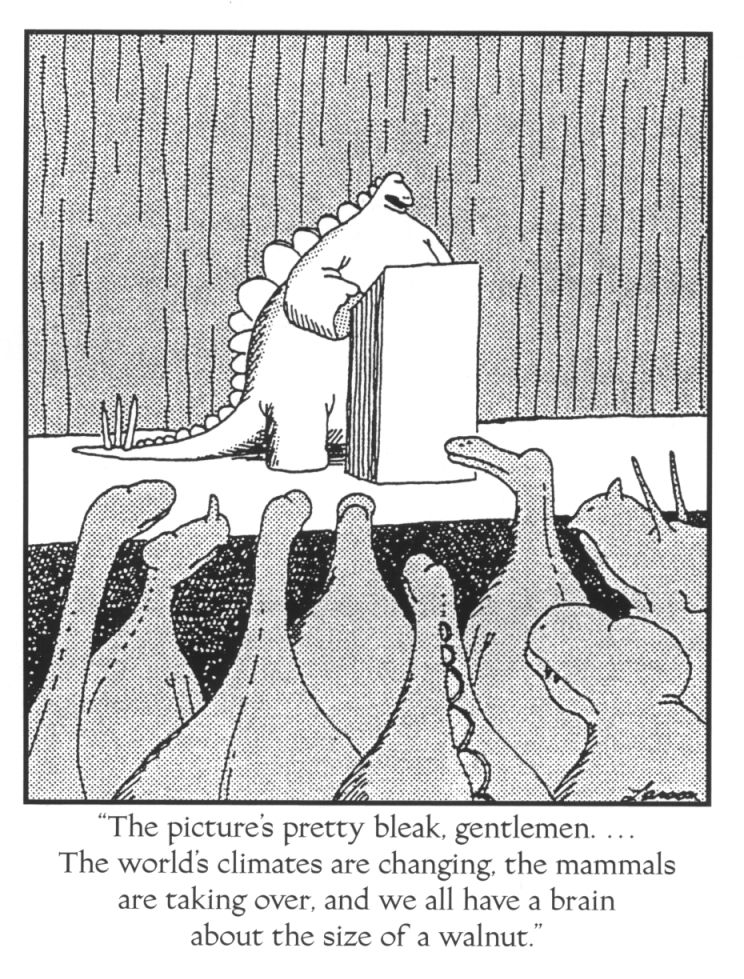 Larson
“The picture’s pretty bleak, gentlemen. ...
The world’s climates are changing, the mammals
are taking over, and we all have a brain
about the size of a walnut.”